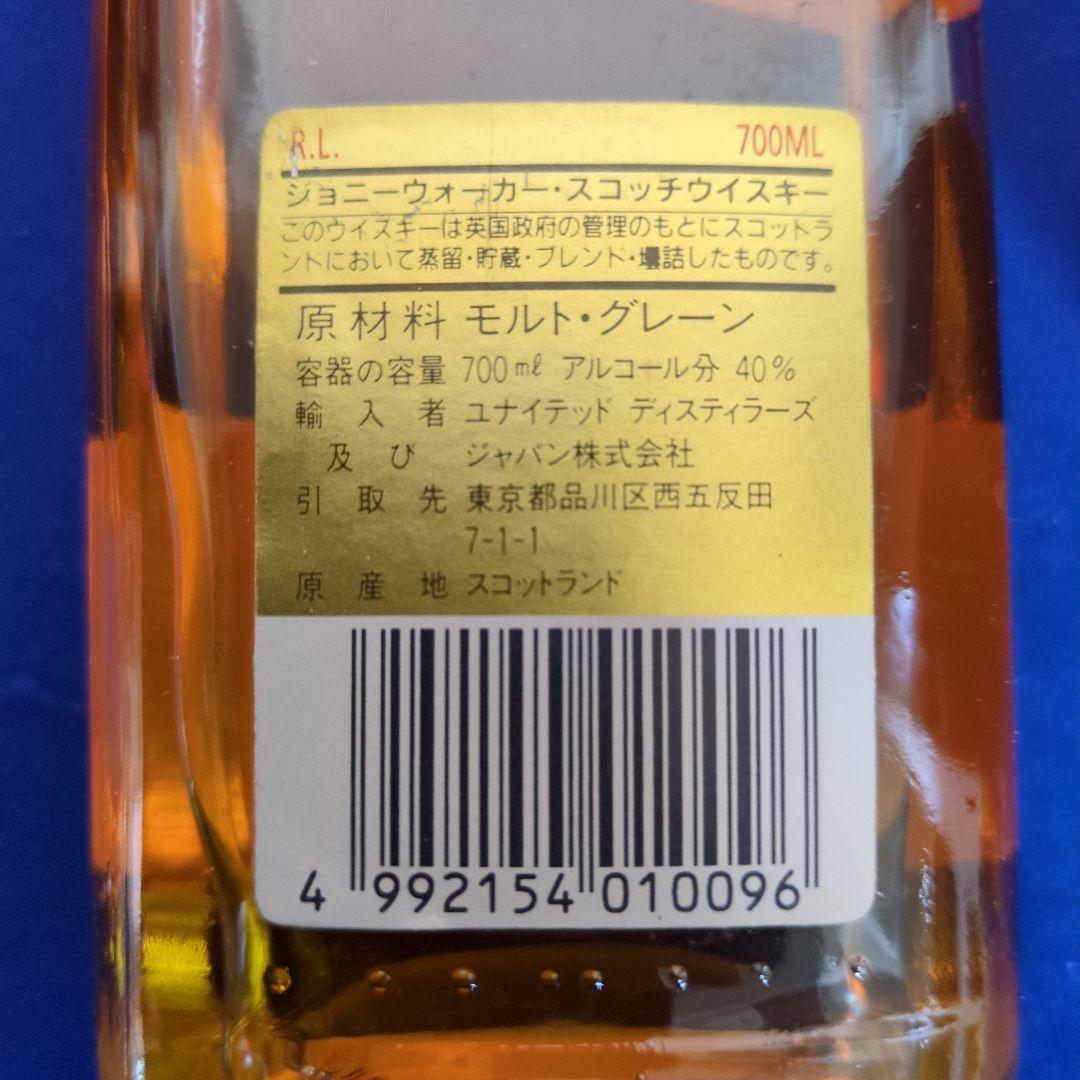 R.L. 700ML
ジョニーウォーカー・スコッチウイスキー
このウイスキーは英国政府の管理のもとにスコットラ
ンドにおいて蒸留・貯蔵・ブレンド・壜詰したものです。
原材料 モルト・グレーン
容器の容量 700ml アルコール分 40%
輸入者 ユナイテッド ディスティラーズ
及び ジャパン株式会社
引取先 東京都品川区西五反田
7-1-1
原産地 スコットランド
4 992154 010096